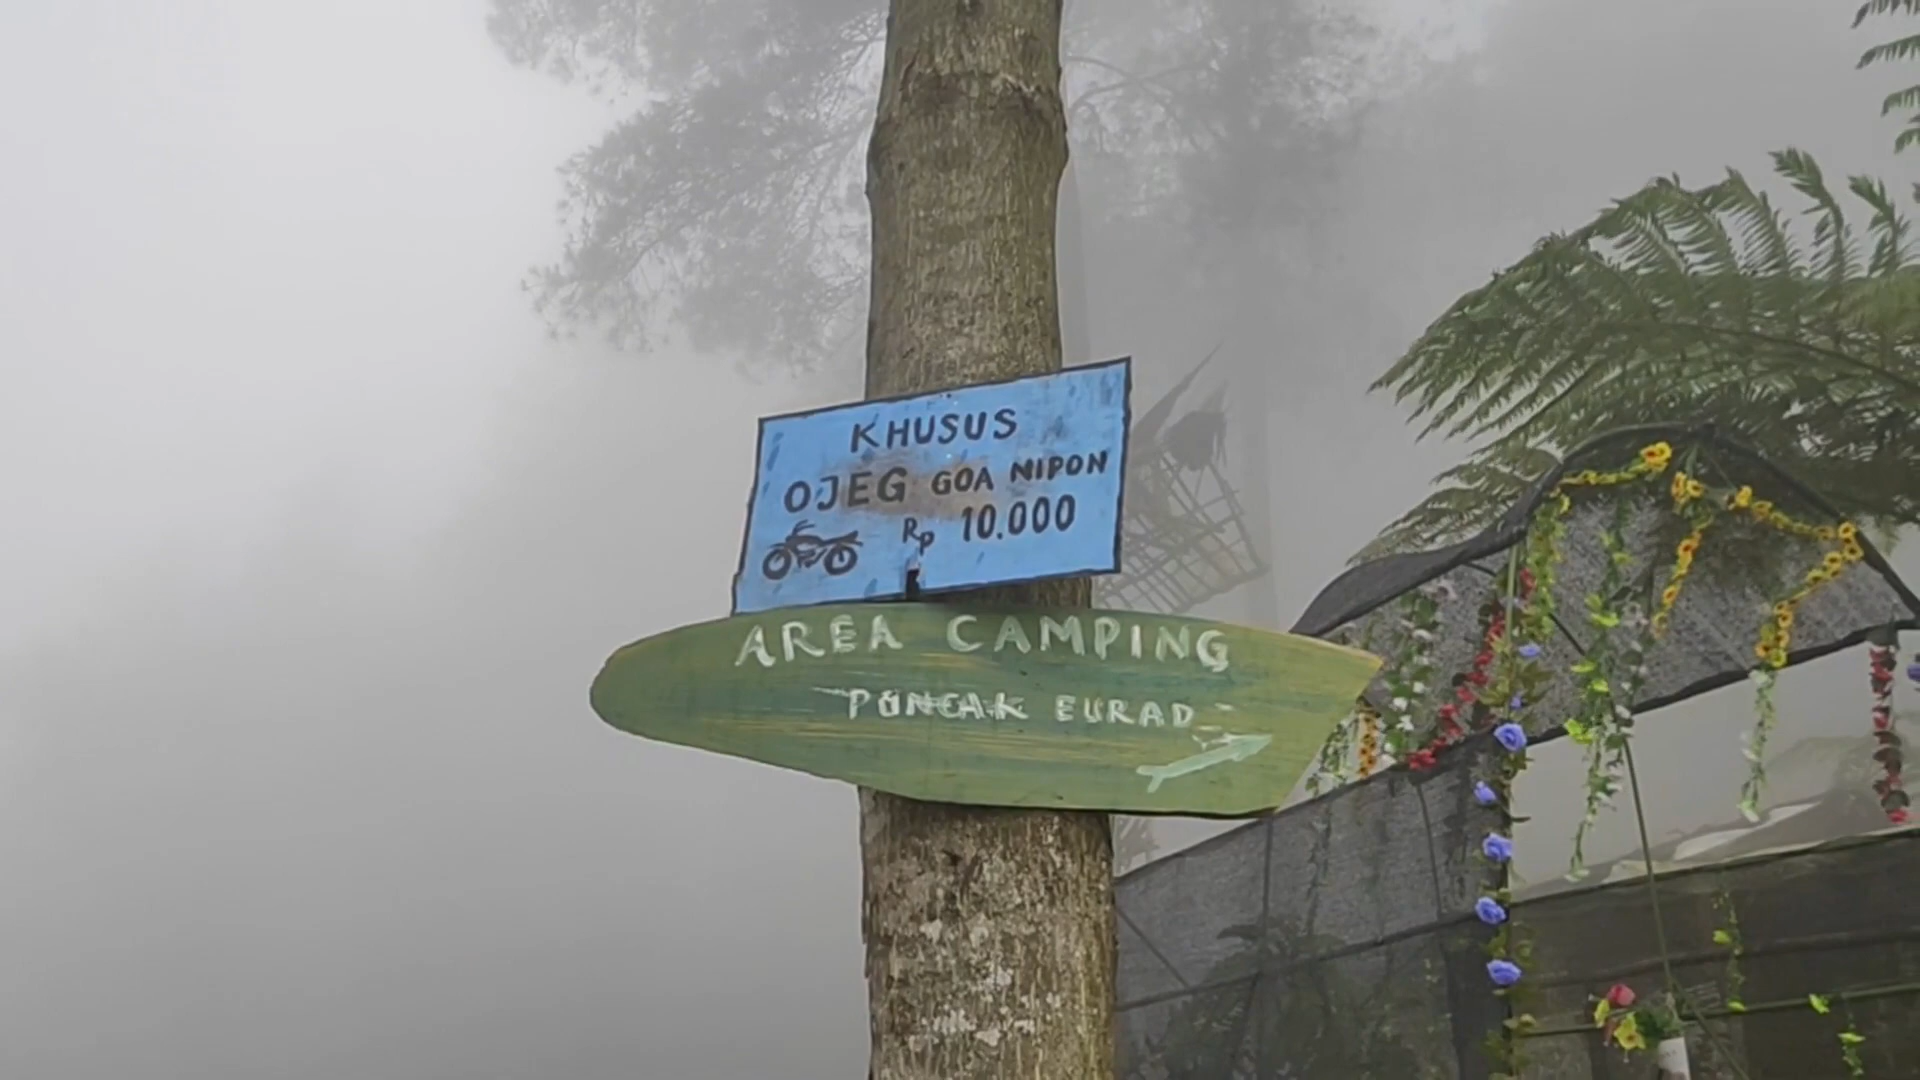 KHUSUS
OJEG GOA NIPON
Rp 10.000
AREA CAMPING
PUNCAK EURAD